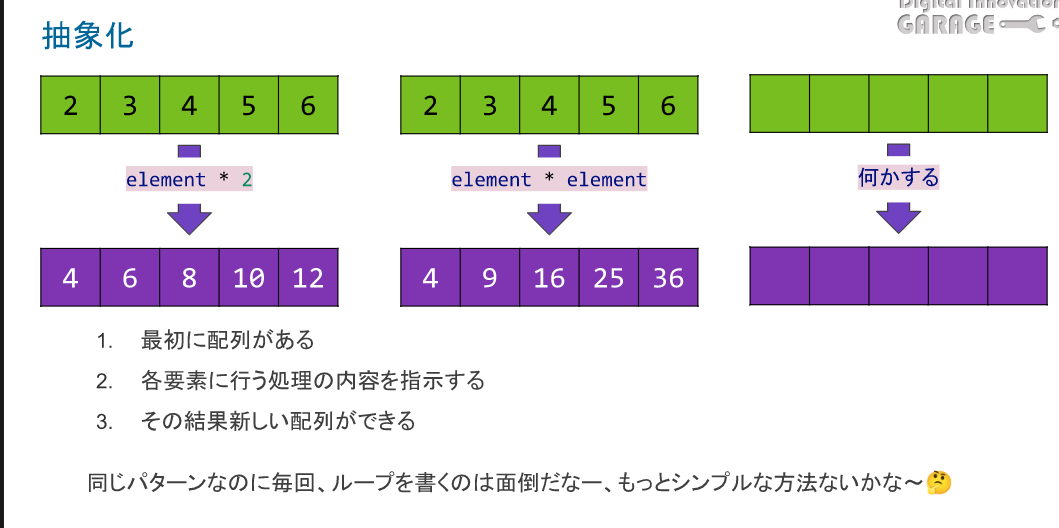 Digital Innovation
GARAGE
抽象化
2 3 4 5 6
2 3 4 5 6
element * 2
element * element
何かする
4 6 8 10 12
4 9 16 25 36
1. 最初に配列がある
2. 各要素に行う処理の内容を指示する
3. その結果新しい配列ができる
同じパターンなのに毎回、ループを書くのは面倒だなー、もっとシンプルな方法ないかな～🤔